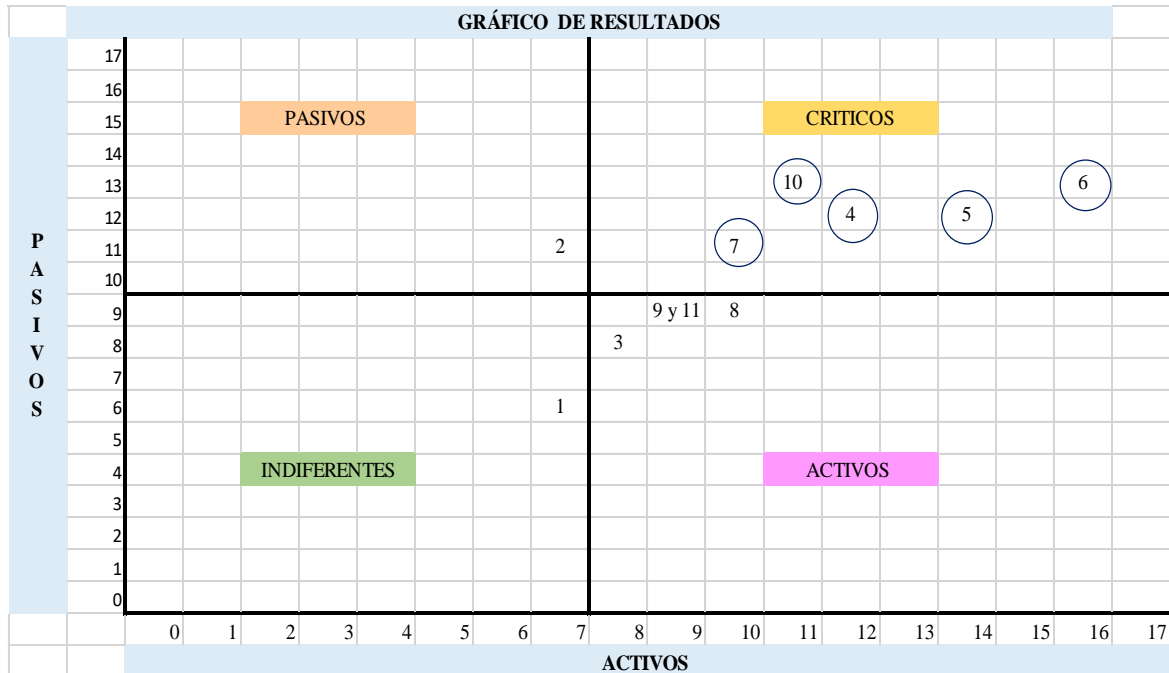 GRÁFICO DE RESULTADOS
17
16
15
PASIVOS
CRITICOS
14
13
10
6
12
4
5
P
A
S
I
V
O
S
11
2
7
10
9
9 y 11
8
8
3
7
6
1
5
4
INDIFERENTES
ACTIVOS
3
2
1
0
0 1 2 3 4 5 6 7 8 9 10 11 12 13 14 15 16 17
ACTIVOS